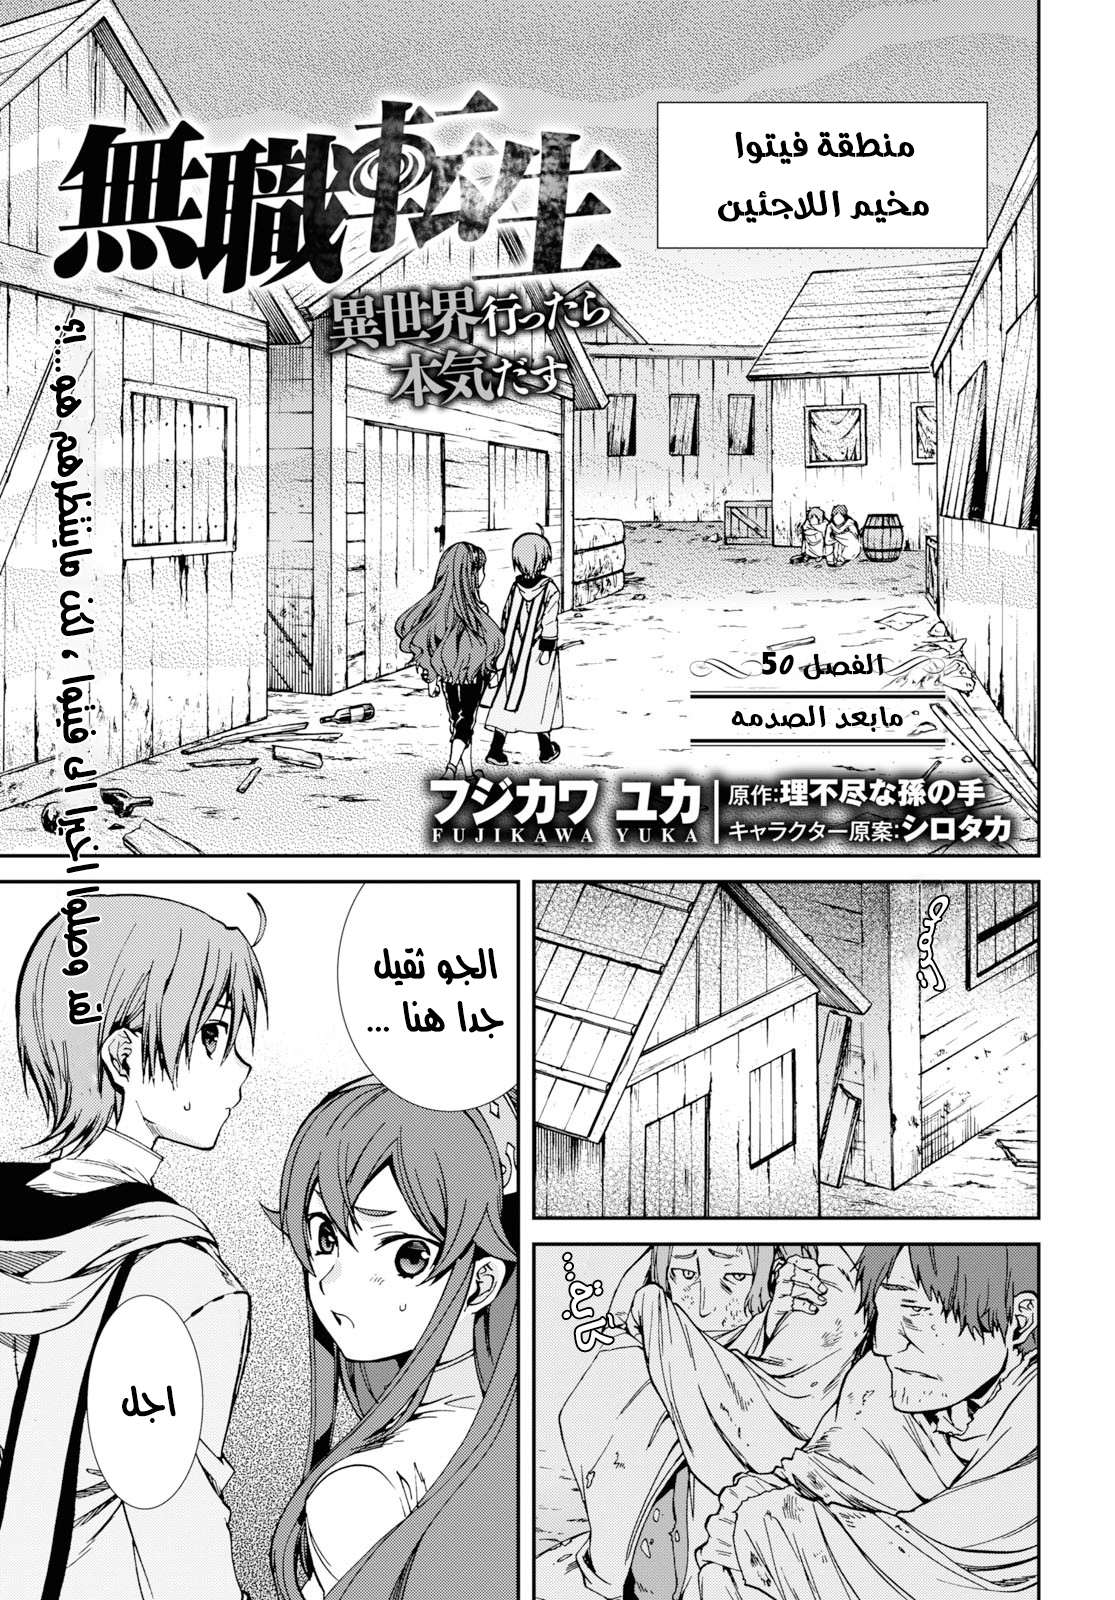 無職転生
異世界行ったら
本気だす
منطقة فيتوا
مخيم اللاجئين
لقد وصلوا اخيرا الى فيتوا ، لكن ماينتظرهم هو....؟!
الفصل 50
مابعد الصدمه
フジカワ ユカ
FUJIKAWA YUKA
原作:理不尽な孫の手
キャラクター原案:シロタカ
الجو ثقيل
جدا هنا ...
كآبة...
اجل